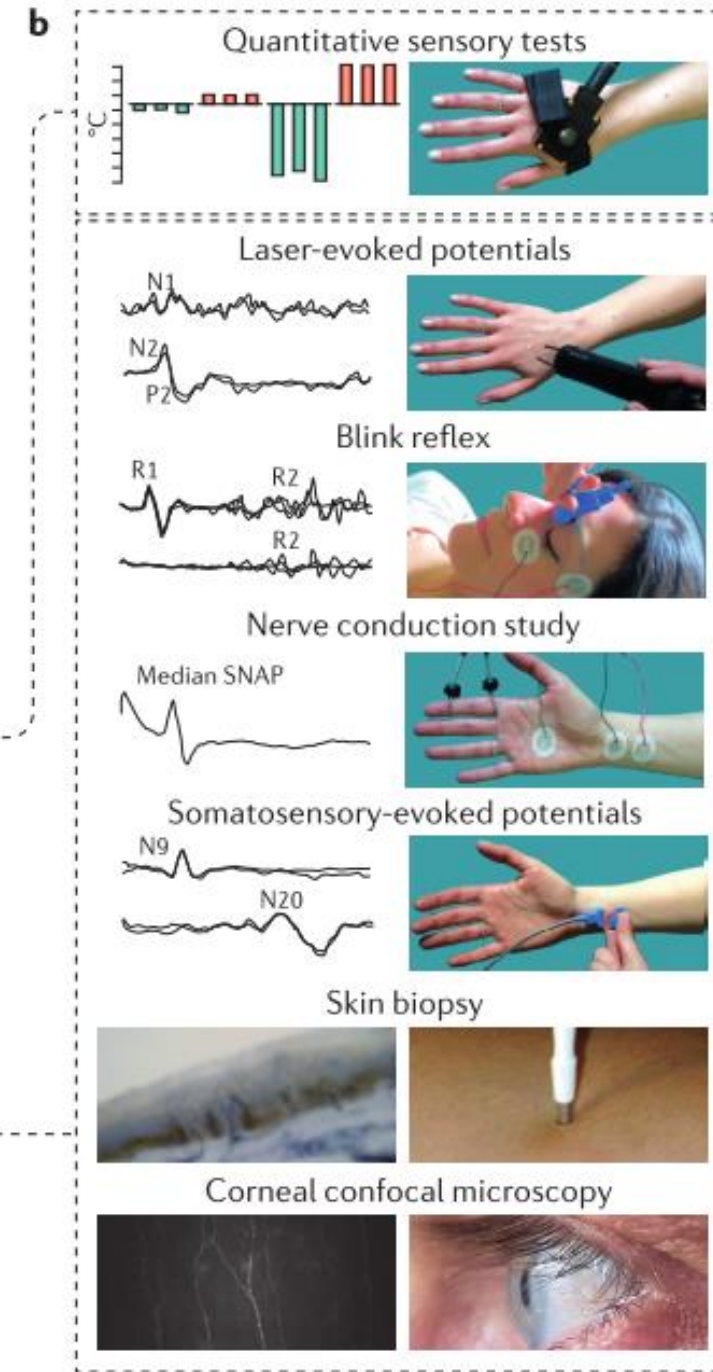 b
Quantitative sensory tests
°C
Laser-evoked potentials
N1
N2
P2
Blink reflex
R1
R2
R2
Nerve conduction study
Median SNAP
Somatosensory-evoked potentials
N9
N20
Skin biopsy
Corneal confocal microscopy